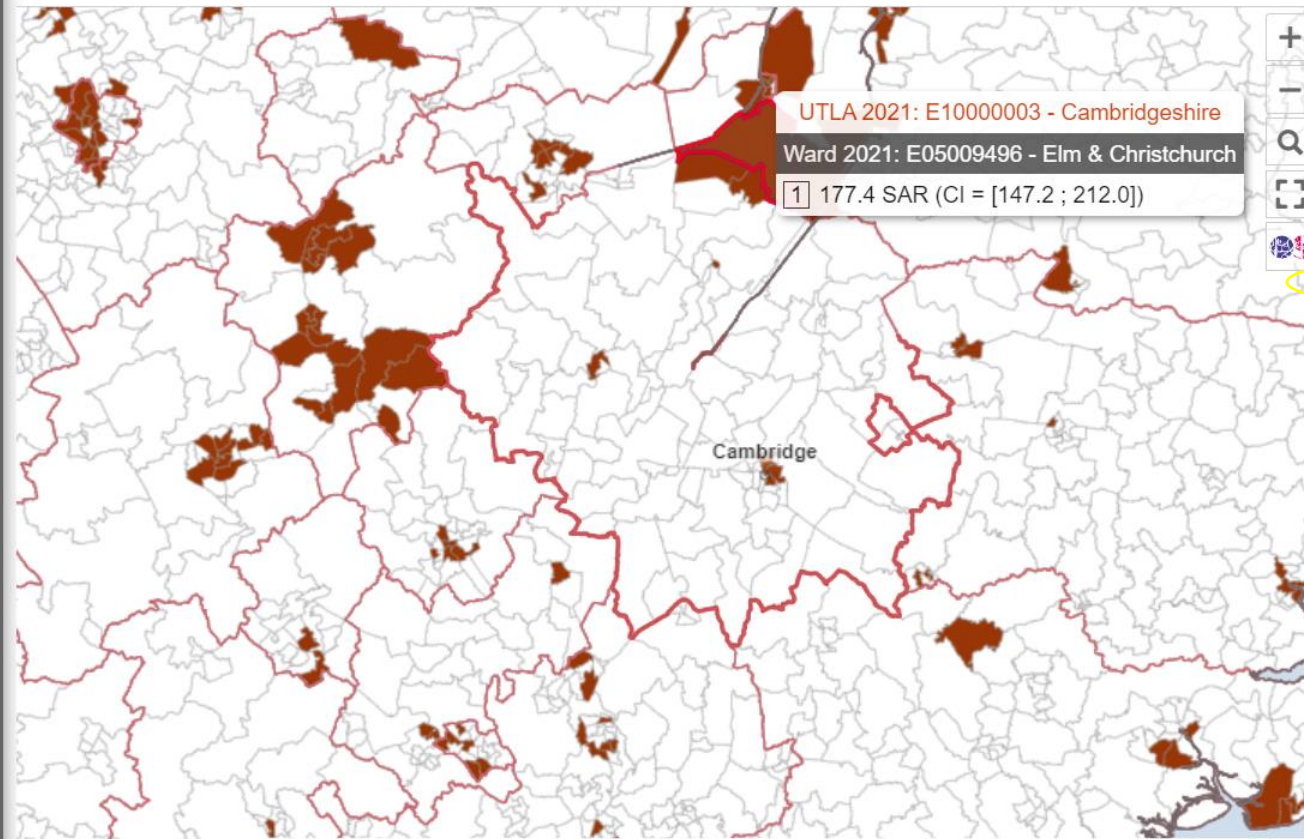 UTLA 2021: E10000003 - Cambridgeshire
Ward 2021: E05009496 - Elm & Christchurch
1 177.4 SAR (CI = [147.2 ; 212.0])
Cambridge